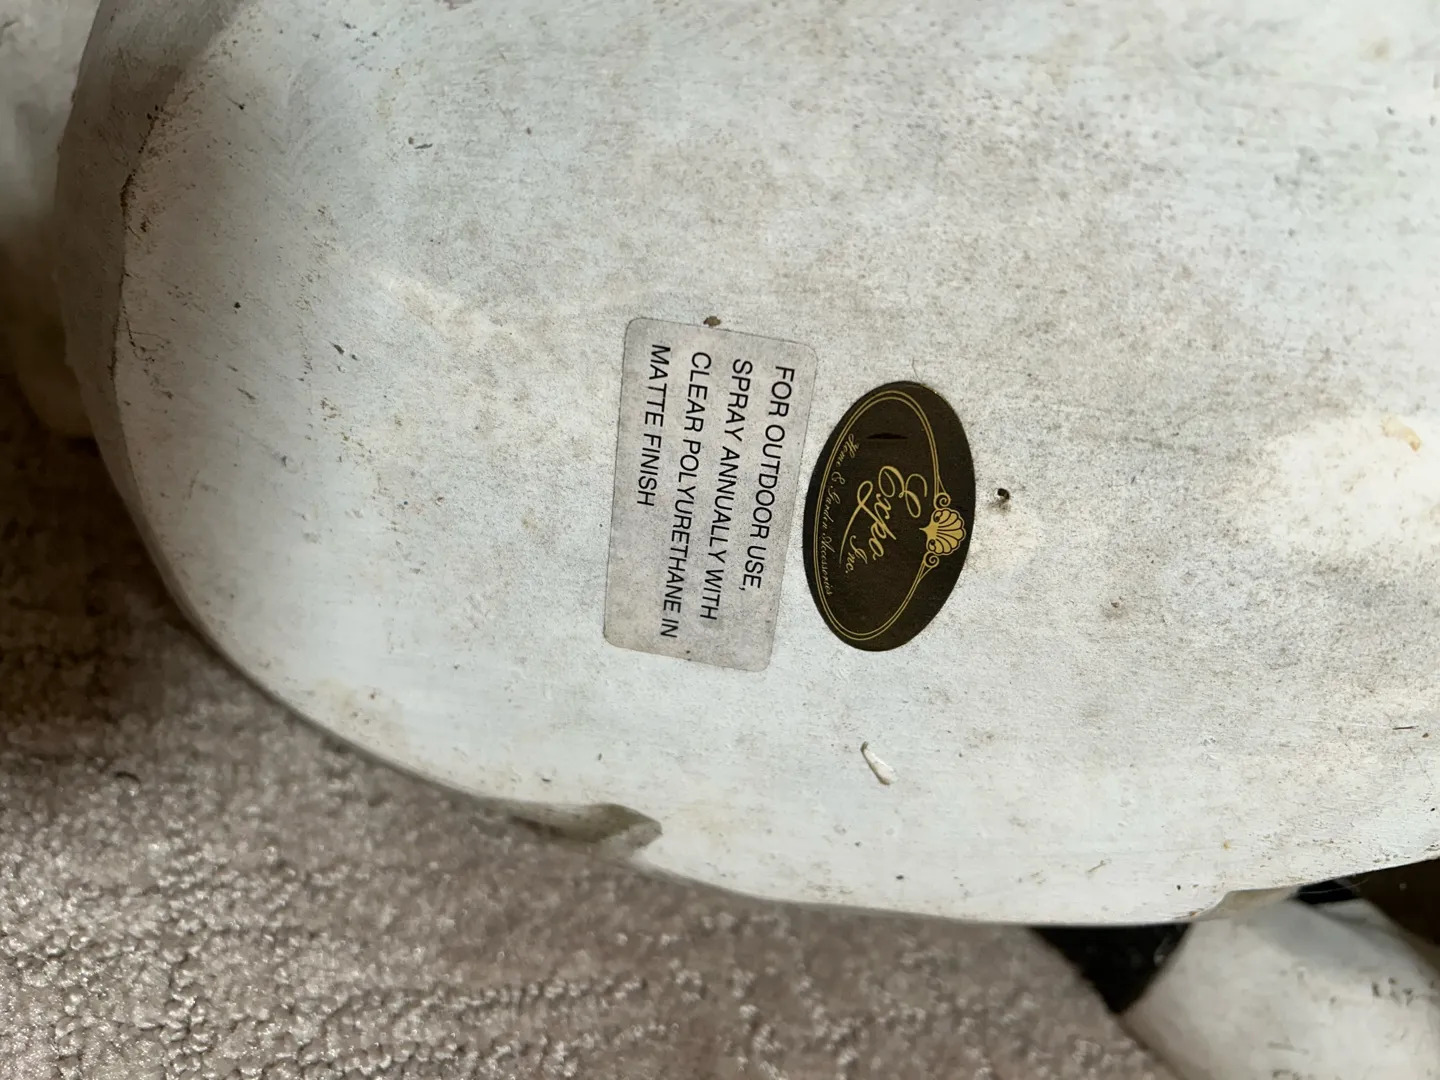 Expo
Inc.
Home & Garden Accessories
FOR OUTDOOR USE,
SPRAY ANNUALLY WITH
CLEAR POLYURETHANE IN
MATTE FINISH